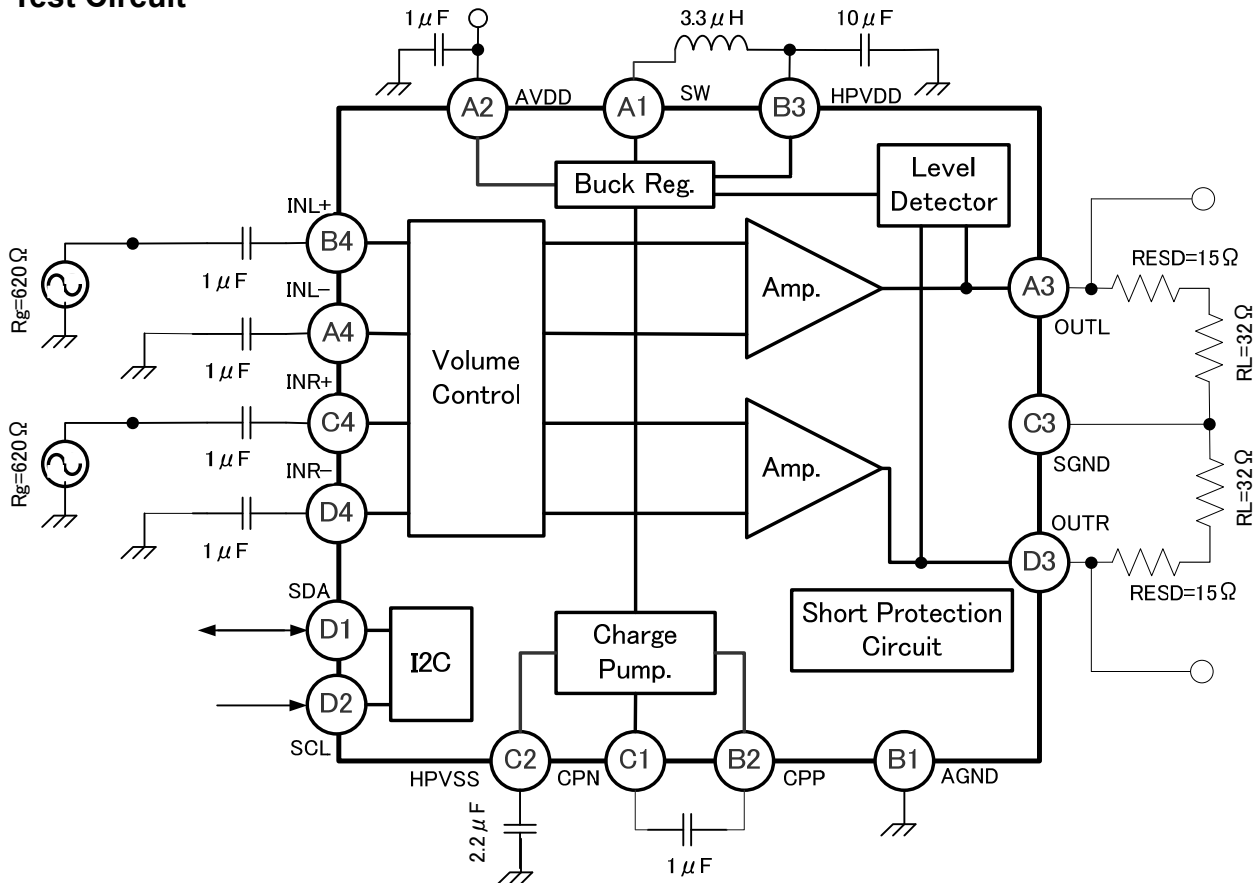 Test Circuit
1μF
3.3μH
10μF
A2
AVDD
A1
SW
B3
HPVDD
Buck Reg.
Level
Detector
INL+
B4
Rg=620Ω
1μF
INL-
A4
1μF
INR+
C4
Rg=620Ω
1μF
INR-
D4
1μF
Volume
Control
Amp.
Amp.
A3
OUTL
RESD=15Ω
RL=32Ω
C3
SGND
RL=32Ω
OUTR
D3
RESD=15Ω
SDA
D1
I2C
D2
SCL
Charge
Pump.
Short Protection
Circuit
HPVSS
C2
CPN
C1
B2
CPP
B1
AGND
2.2μF
1μF